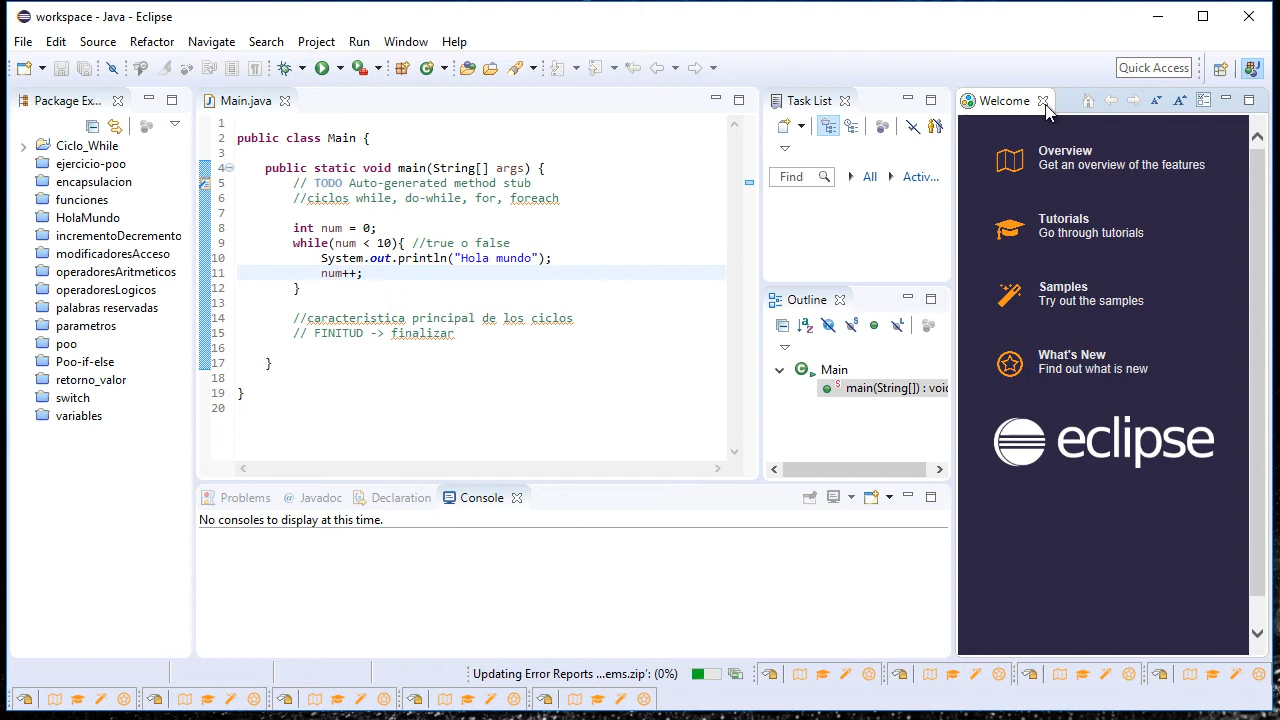 workspace - Java - Eclipse
File Edit Source Refactor Navigate Search Project Run Window Help
Quick Access
Package Ex...
Ciclo_While
ejercicio-poo
encapsulacion
funciones
HolaMundo
incrementoDecremento
modificadoresAcceso
operadoresAritmeticos
operadoresLogicos
palabras reservadas
parametros
poo
Poo-if-else
retorno_valor
switch
variables
Main.java
1
2 public class Main {
3
4 public static void main(String[] args) {
5 // TODO Auto-generated method stub
6 //ciclos while, do-while, for, foreach
7
8 int num = 0;
9 while(num < 10){ //true o false
10 System.out.println("Hola mundo");
11 num++;
12 }
13
14 //caracteristica principal de los ciclos
15 // FINITUD -> finalizar
16
17 }
18
19 }
20
Problems Javadoc Declaration Console
No consoles to display at this time.
Task List
Find All Activ...
Outline
Main
main(String[]) : voic
Welcome
Overview
Get an overview of the features
Tutorials
Go through tutorials
Samples
Try out the samples
What's New
Find out what is new
eclipse
Updating Error Reports ...ems.zip': (0%)